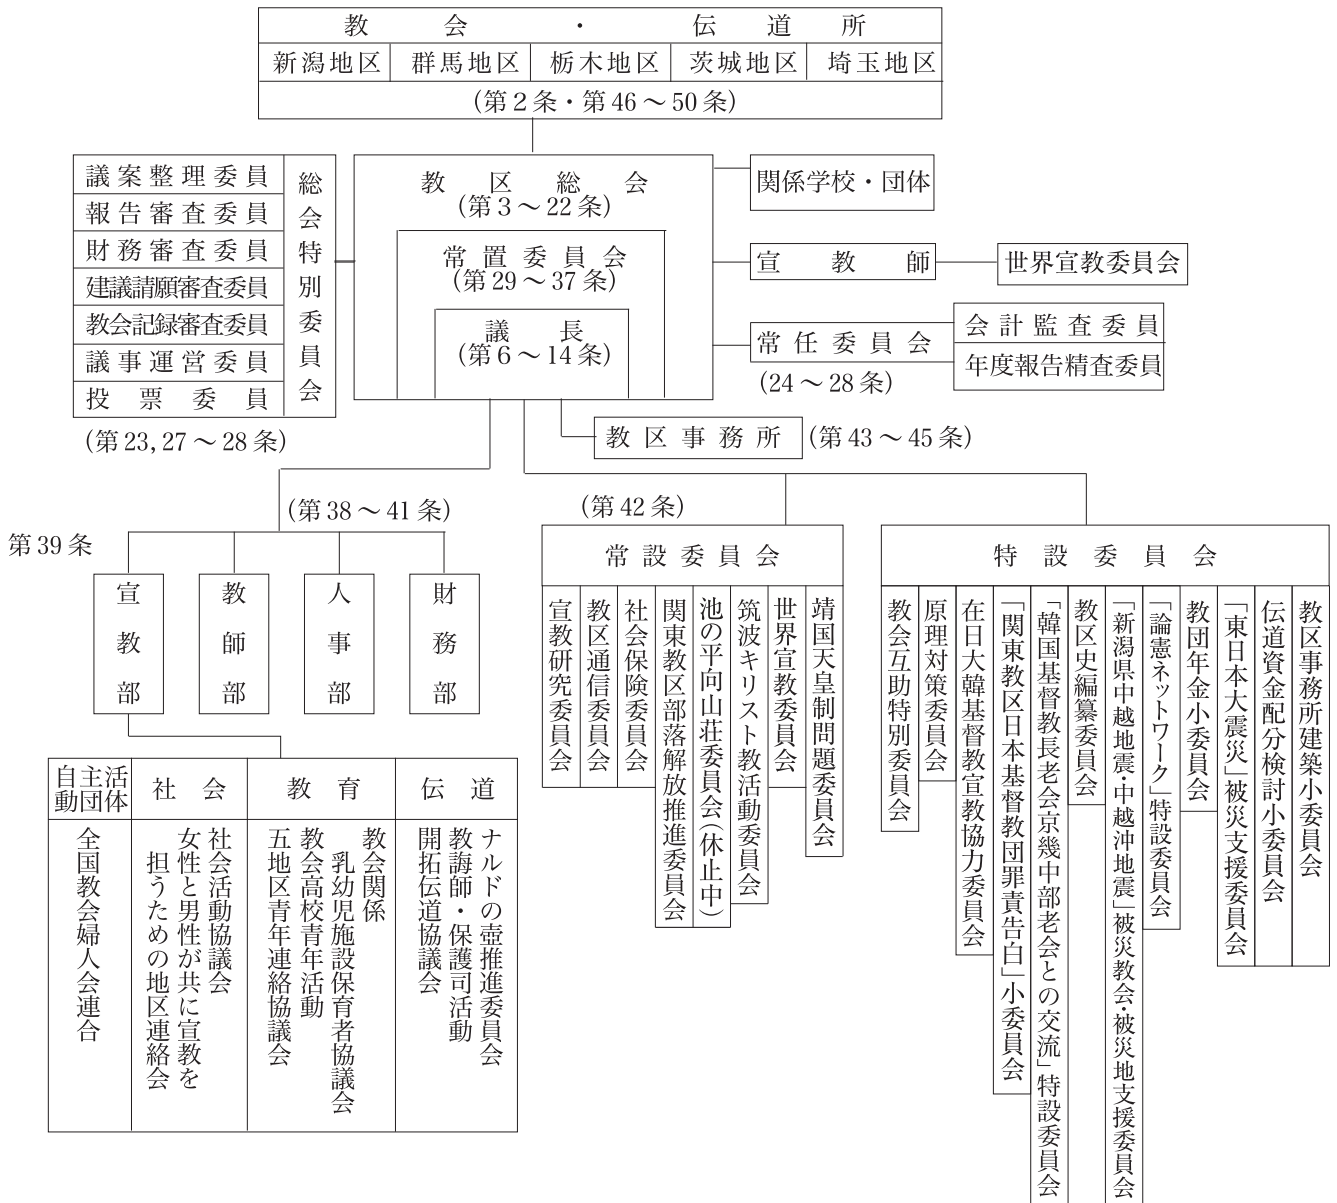 教会・伝道所
新潟地区 群馬地区 栃木地区 茨城地区 埼玉地区
(第2条・第46～50条)
議案整理委員
報告審査委員
財務審査委員
建議請願審査委員
教会記録審査委員
議事運営委員
投票委員
総会特別委員会
(第23, 27～28条)
教区総会
(第3～22条)
常置委員会
(第29～37条)
議長
(第6～14条)
関係学校・団体
宣教師
世界宣教委員会
常任委員会
(24～28条)
会計監査委員
年度報告精査委員
教区事務所
(第43～45条)
(第38～41条)
第39条
宣教部
教師部
人事部
財務部
自主活動団体
全国教会婦人会連合
社会
社会活動協議会
女性と男性が共に宣教を
担うための地区連絡会
教育
教会関係
乳幼児施設保育者協議会
教会高校青年活動
五地区青年連絡協議会
伝道
ナルドの壺推進委員会
教誨師・保護司活動
開拓伝道協議会
(第42条)
常設委員会
宣教研究委員会
教区通信委員会
社会保険委員会
関東教区部落解放推進委員会
池の平向山荘委員会(休止中)
筑波キリスト教活動委員会
世界宣教委員会
靖国天皇制問題委員会
特設委員会
教会互助特別委員会
原理対策委員会
在日大韓基督教宣教協力委員会
「関東教区日本基督教団罪責告白」小委員会
「韓国基督教長老会京幾中部老会との交流」特設委員会
教区史編纂委員会
「新潟県中越地震・中越沖地震」被災教会・被災地支援委員会
「論憲ネットワーク」特設委員会
教団年金小委員会
「東日本大震災」被災支援委員会
伝道資金配分検討小委員会
教区事務所建築小委員会